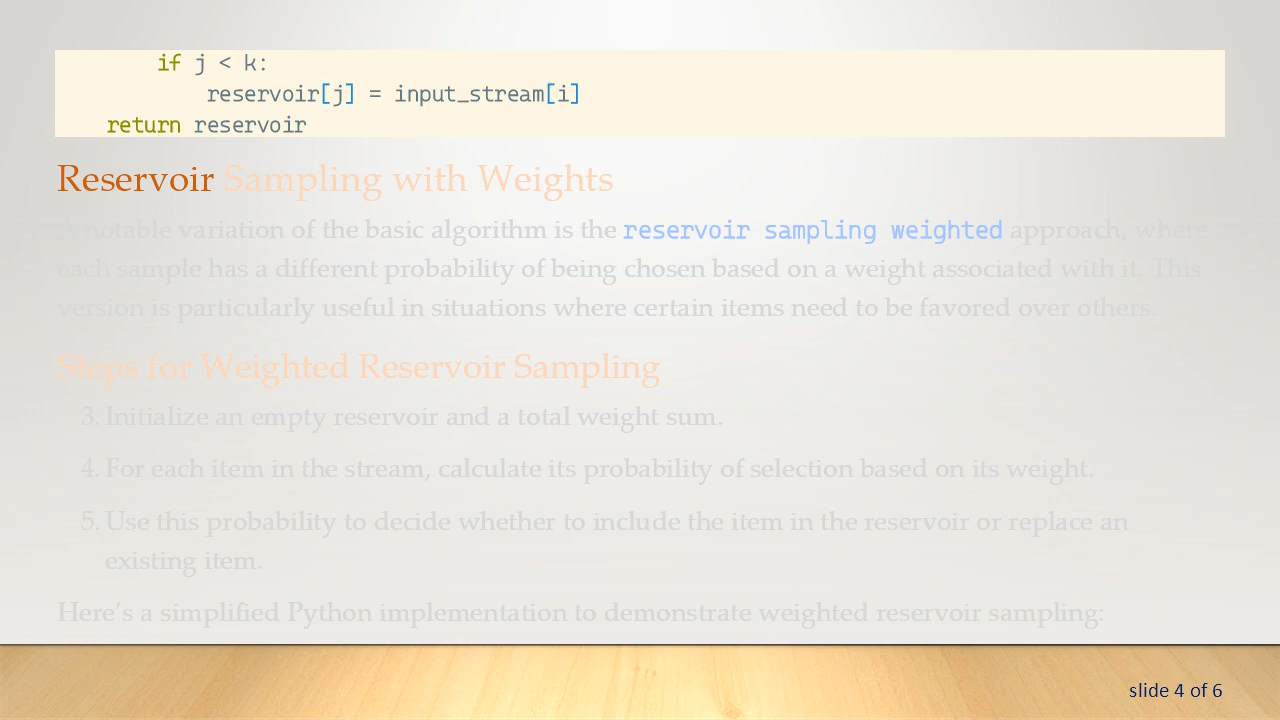 if j < k:
reservoir[j] = input_stream[i]
return reservoir
Reservoir Sampling with Weights
A notable variation of the basic algorithm is the reservoir sampling weighted approach, where
each sample has a different probability of being chosen based on a weight associated with it. This
version is particularly useful in situations where certain items need to be favored over others.
Steps for Weighted Reservoir Sampling
3. Initialize an empty reservoir and a total weight sum.
4. For each item in the stream, calculate its probability of selection based on its weight.
5. Use this probability to decide whether to include the item in the reservoir or replace an
existing item.
Here’s a simplified Python implementation to demonstrate weighted reservoir sampling:
slide 4 of 6